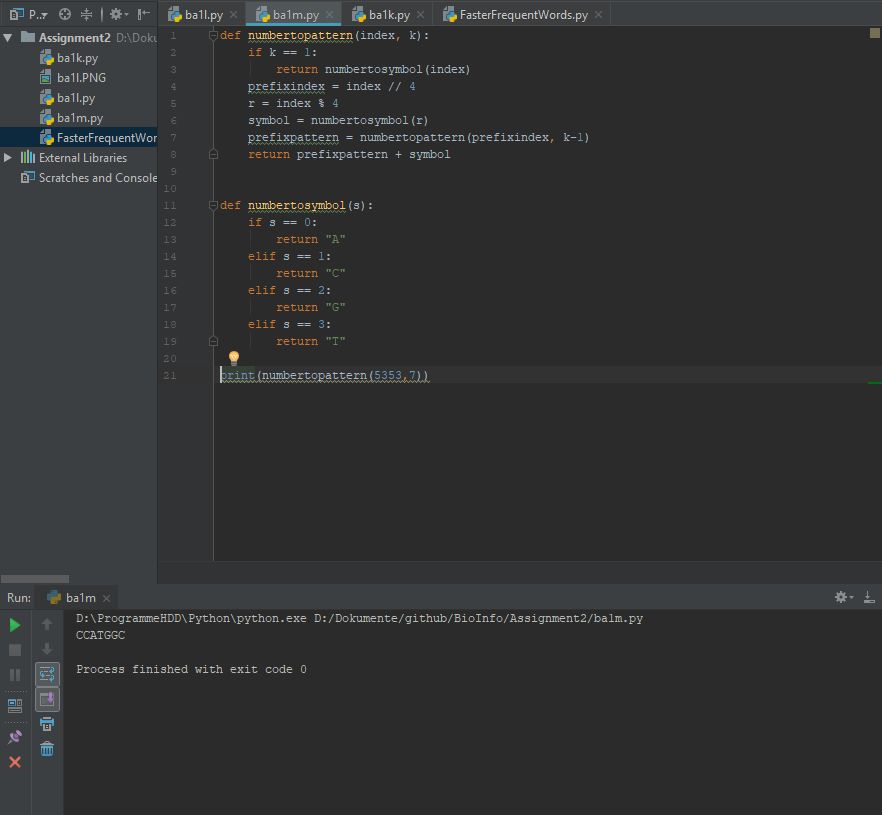 P..
ba1l.py
ba1m.py
ba1k.py
FasterFrequentWords.py
Assignment2 D:\Doku
ba1k.py
ba1l.PNG
ba1l.py
ba1m.py
FasterFrequentWor
External Libraries
Scratches and Console
1 def numbertopattern(index, k):
2 if k == 1:
3 return numbertosymbol(index)
4 prefixindex = index // 4
5 r = index % 4
6 symbol = numbertosymbol(r)
7 prefixpattern = numbertopattern(prefixindex, k-1)
8 return prefixpattern + symbol
9
10
11 def numbertosymbol(s):
12 if s == 0:
13 return "A"
14 elif s == 1:
15 return "C"
16 elif s == 2:
17 return "G"
18 elif s == 3:
19 return "T"
20
21 print(numbertopattern(5353,7))
Run: ba1m
D:\ProgrammeHDD\Python\python.exe D:/Dokumente/github/BioInfo/Assignment2/ba1m.py
CCATGGC
Process finished with exit code 0